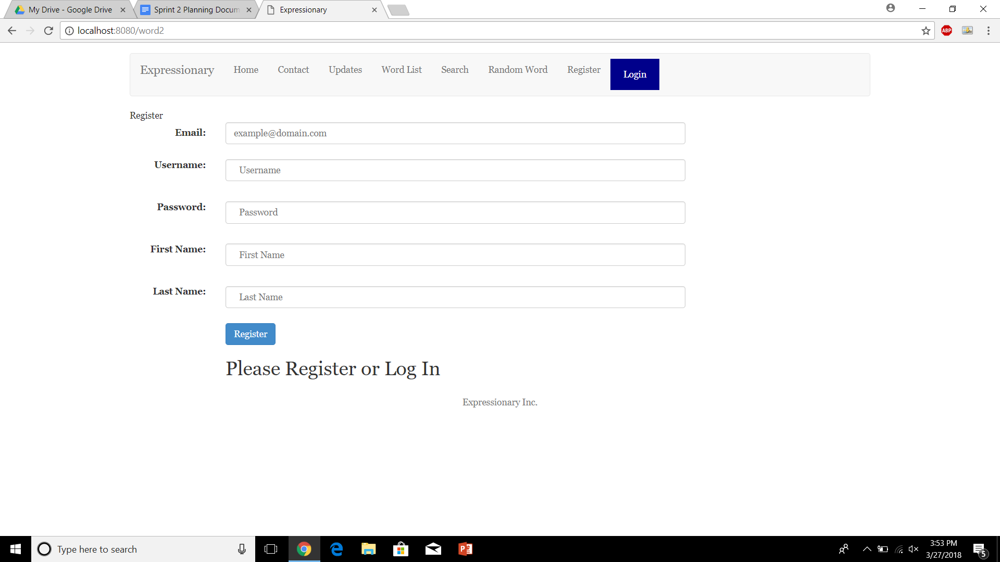 My Drive - Google Drive
Sprint 2 Planning Docum
Expressionary
localhost:8080/word2
ABP
Expressionary Home Contact Updates Word List Search Random Word Register Login
Register
Email: example@domain.com
Username: Username
Password: Password
First Name: First Name
Last Name: Last Name
Register
Please Register or Log In
Expressionary Inc.
Type here to search
P
3:53 PM
3/27/2018
5